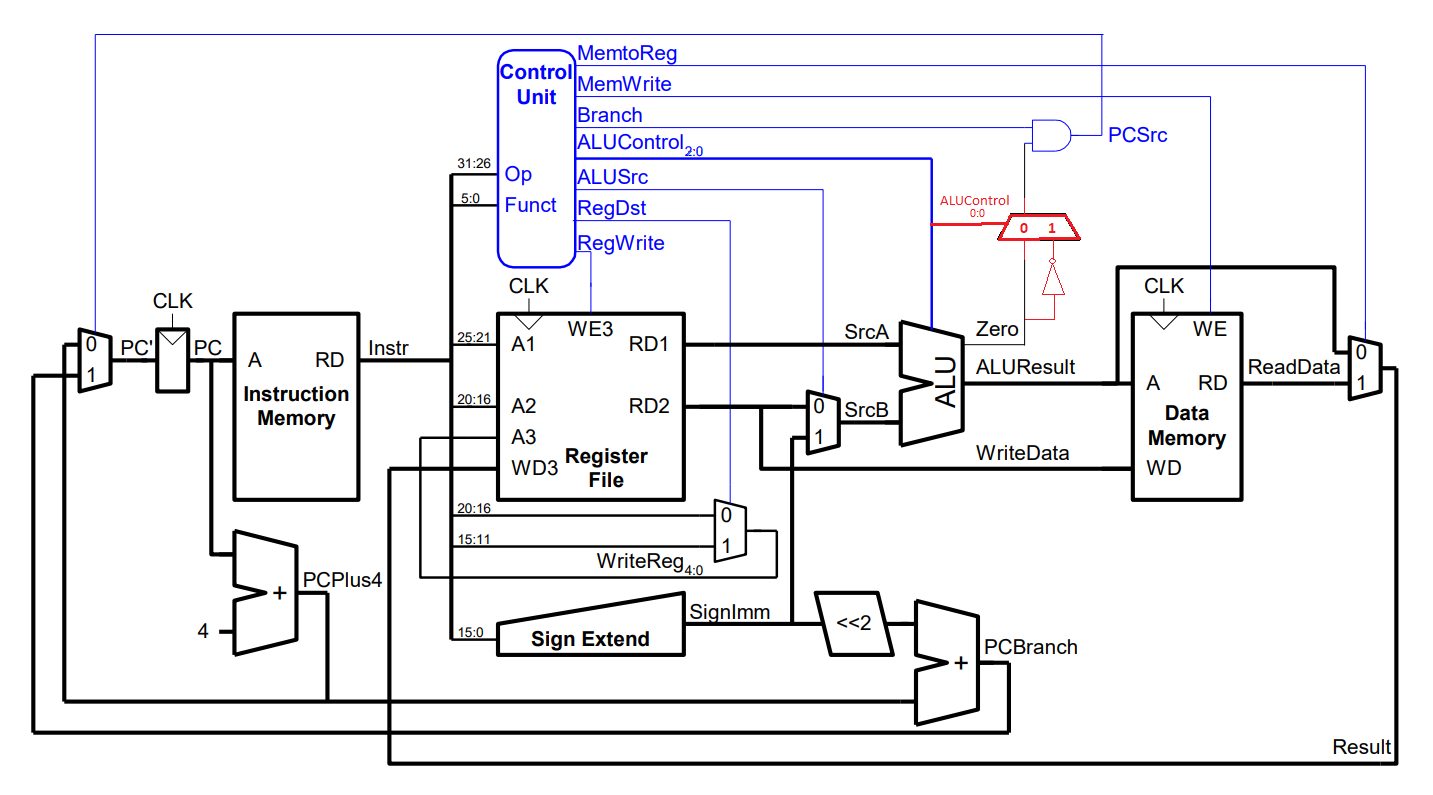 MemtoReg
Control
Unit
MemWrite
Branch
PCSrc
ALUControl2:0
31:26
Op
ALUSrc
5:0
Funct
RegDst
ALUControl
0:0
0 1
RegWrite
CLK
CLK
CLK
WE3
WE
Zero
0
1
PC'
PC
A
RD
Instr
Instruction
Memory
25:21
A1
RD1
SrcA
ALU
ALUResult
A
RD
ReadData
0
1
20:16
A2
RD2
0
1
SrcB
Data
Memory
A3
Register
File
WD3
WriteData
WD
20:16
0
15:11
1
WriteReg4:0
PCPlus4
+
4
SignImm
15:0
Sign Extend
<<2
PCBranch
+
Result